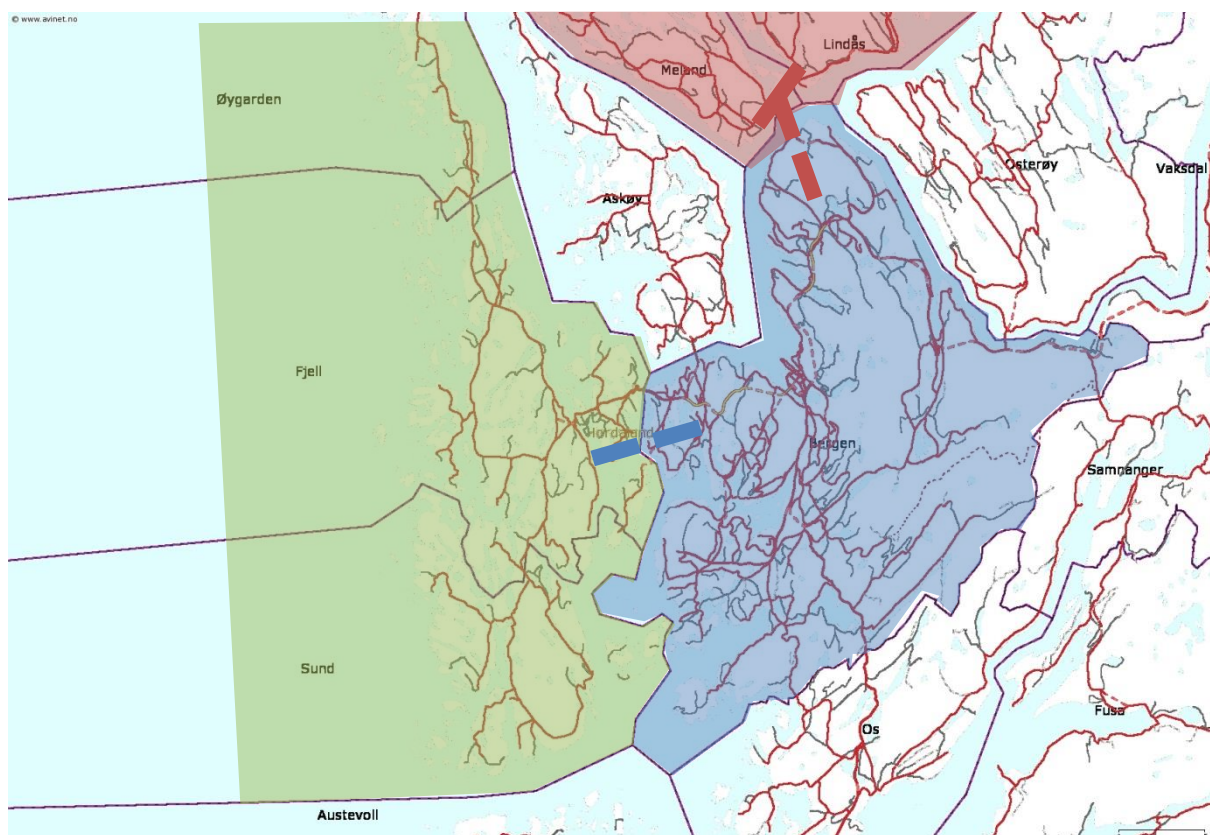 © www.avinet.no
Lindås
Meland
Øygarden
Osterøy
Vaksdal
Askøy
Fjell
Hordaland
Bergen
Samnanger
Sund
Fusa
Os
Austevoll